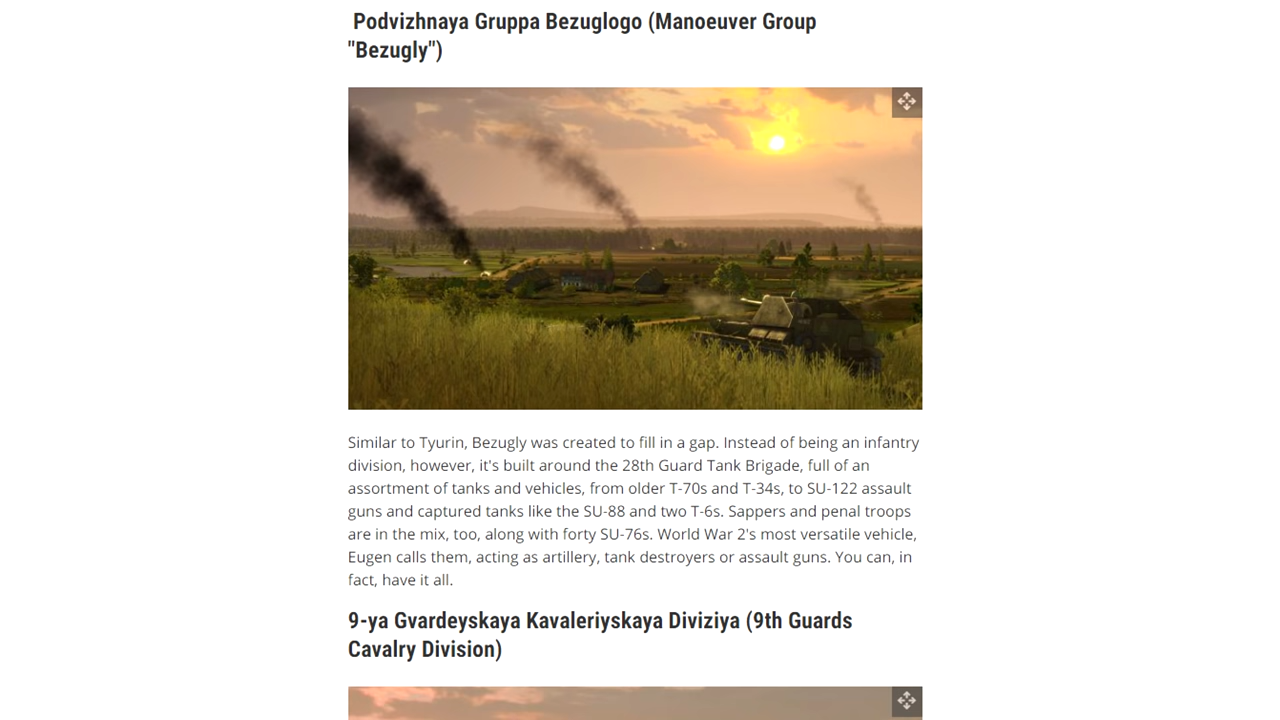 Podvizhnaya Gruppa Bezuglogo (Manoeuver Group
"Bezugly")
Similar to Tyurin, Bezugly was created to fill in a gap. Instead of being an infantry
division, however, it's built around the 28th Guard Tank Brigade, full of an
assortment of tanks and vehicles, from older T-70s and T-34s, to SU-122 assault
guns and captured tanks like the SU-88 and two T-6s. Sappers and penal troops
are in the mix, too, along with forty SU-76s. World War 2's most versatile vehicle,
Eugen calls them, acting as artillery, tank destroyers or assault guns. You can, in
fact, have it all.
9-ya Gvardeyskaya Kavaleriyskaya Diviziya (9th Guards
Cavalry Division)